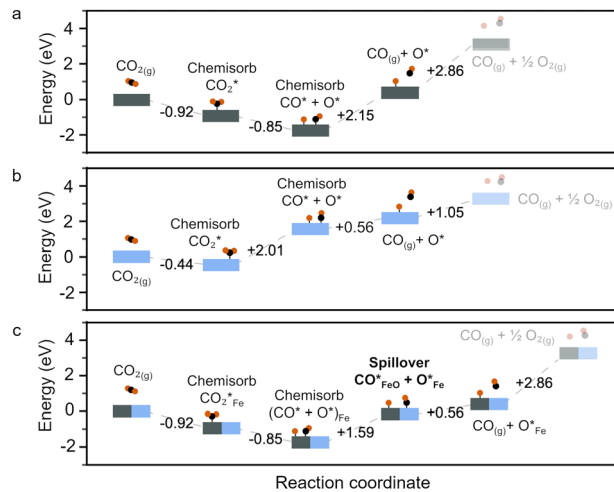 a
Energy (eV)
4
2
0
-2
CO2(g)
-0.92
Chemisorb
CO2*
-0.85
Chemisorb
CO* + O*
+2.15
CO(g)+ O*
+2.86
CO(g) + ½ O2(g)
b
Energy (eV)
4
2
0
-2
CO2(g)
-0.44
Chemisorb
CO2*
+2.01
Chemisorb
CO* + O*
+0.56
CO(g)+ O*
+1.05
CO(g) + ½ O2(g)
c
Energy (eV)
4
2
0
-2
CO2(g)
-0.92
Chemisorb
CO2*Fe
-0.85
Chemisorb
(CO* + O*)Fe
+1.59
Spillover
CO*FeO + O*Fe
+0.56
CO(g) + O*Fe
+2.86
CO(g) + ½ O2(g)
Reaction coordinate